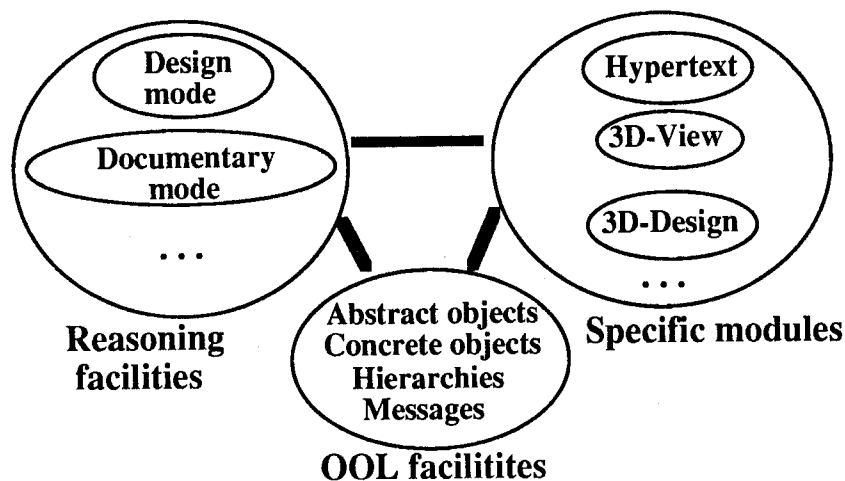 Design
mode
Documentary
mode
...
Reasoning
facilities
Hypertext
3D-View
3D-Design
...
Specific modules
Abstract objects
Concrete objects
Hierarchies
Messages
OOL facilitites